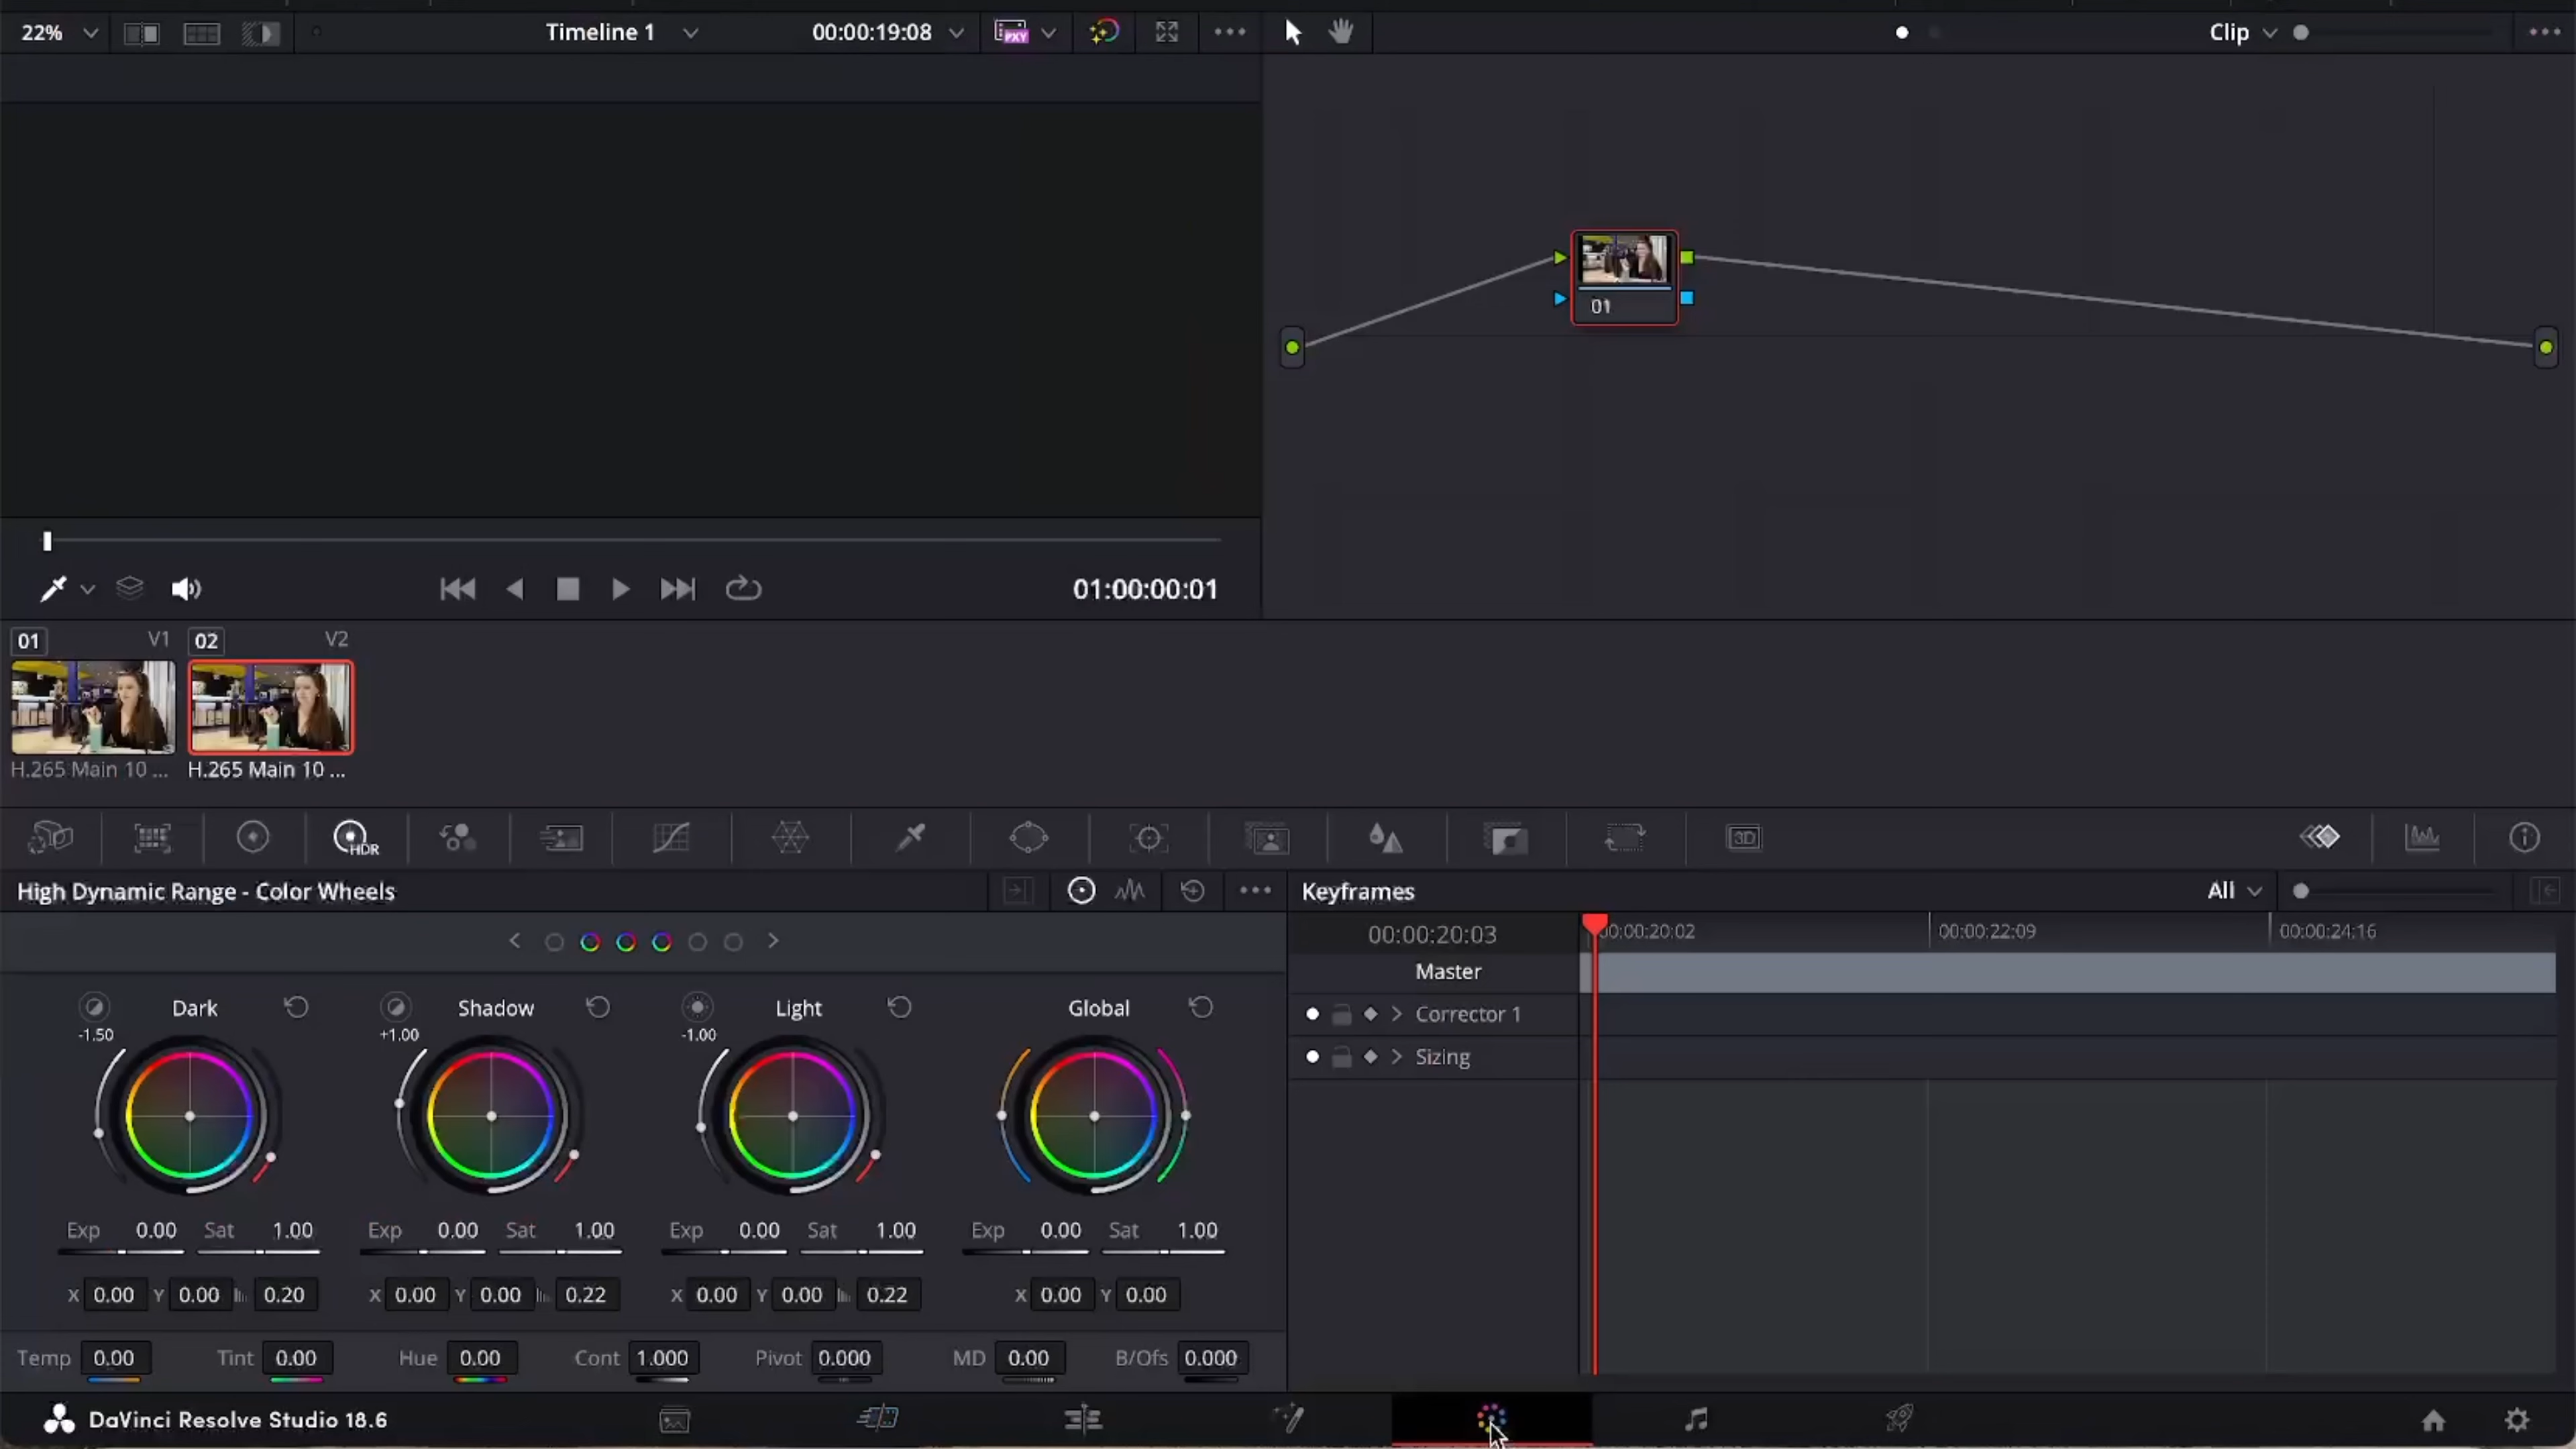 22% Timeline 1 00:00:19:08 PXY Clip
01
01:00:00:01
01 V1 02 V2
H.265 Main 10 ... H.265 Main 10 ...
HDR 3D
High Dynamic Range - Color Wheels Keyframes All
00:00:20:03 00:00:20:02 00:00:22:09 00:00:24:16
Master
Dark Shadow Light Global Corrector 1
-1.50 +1.00 -1.00
Sizing
Exp 0.00 Sat 1.00 Exp 0.00 Sat 1.00 Exp 0.00 Sat 1.00 Exp 0.00 Sat 1.00
X 0.00 Y 0.00 0.20 X 0.00 Y 0.00 0.22 X 0.00 Y 0.00 0.22 X 0.00 Y 0.00
Temp 0.00 Tint 0.00 Hue 0.00 Cont 1.000 Pivot 0.000 MD 0.00 B/Ofs 0.000
DaVinci Resolve Studio 18.6